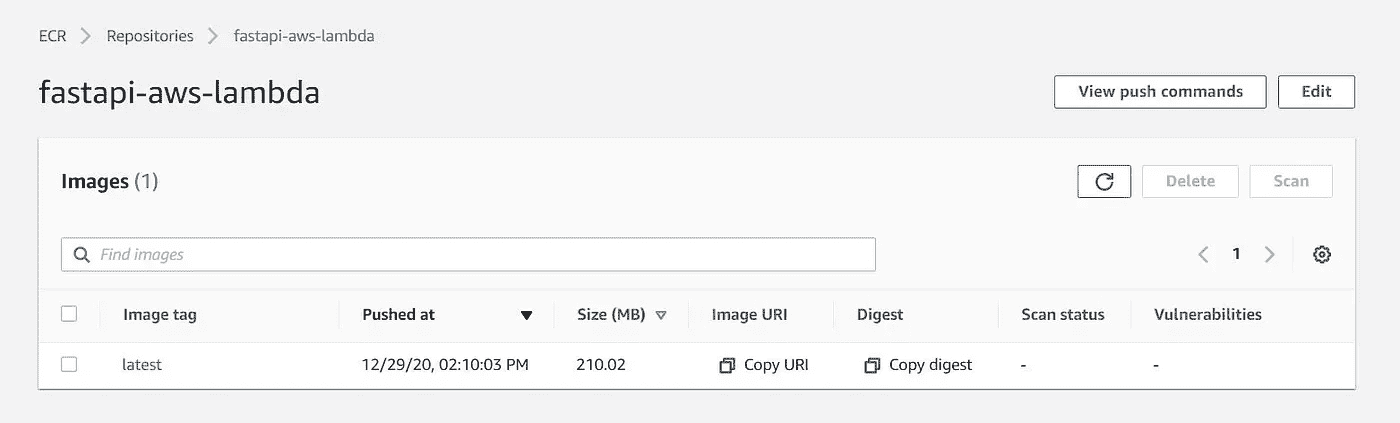 ECR > Repositories > fastapi-aws-lambda
fastapi-aws-lambda View push commands Edit
Images (1) Delete Scan
Find images 1
Image tag Pushed at Size (MB) Image URI Digest Scan status Vulnerabilities
latest 12/29/20, 02:10:03 PM 210.02 Copy URI Copy digest - -